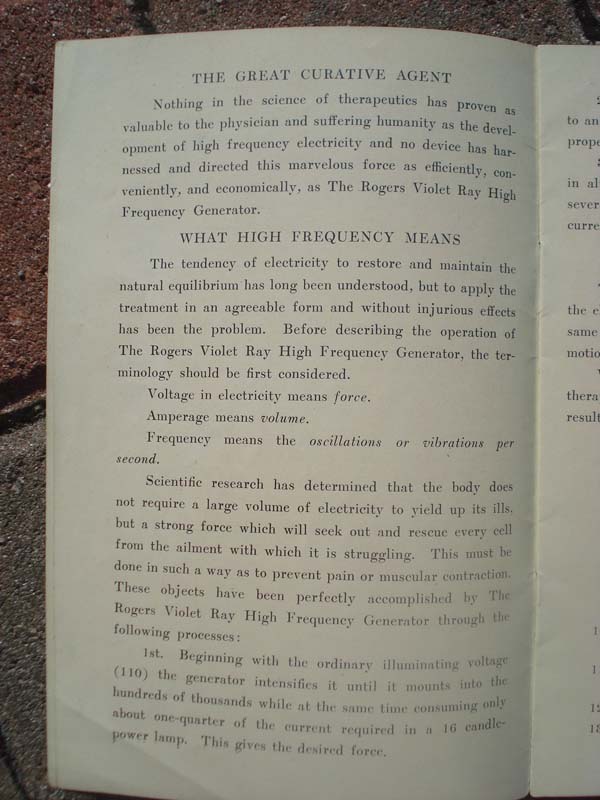 THE GREAT CURATIVE AGENT
Nothing in the science of therapeutics has proven as
valuable to the physician and suffering humanity as the devel-
opment of high frequency electricity and no device has har-
nessed and directed this marvelous force as efficiently, con-
veniently, and economically, as The Rogers Violet Ray High
Frequency Generator.
WHAT HIGH FREQUENCY MEANS
The tendency of electricity to restore and maintain the
natural equilibrium has long been understood, but to apply the
treatment in an agreeable form and without injurious effects
has been the problem. Before describing the operation of
The Rogers Violet Ray High Frequency Generator, the ter-
minology should be first considered.
Voltage in electricity means force.
Amperage means volume.
Frequency means the oscillations or vibrations per
second.
Scientific research has determined that the body does
not require a large volume of electricity to yield up its ills,
but a strong force which will seek out and rescue every cell
from the ailment with which it is struggling. This must be
done in such a way as to prevent pain or muscular contraction.
These objects have been perfectly accomplished by The
Rogers Violet Ray High Frequency Generator through the
following processes:
1st. Beginning with the ordinary illuminating voltage
(110) the generator intensifies it until it mounts into the
hundreds of thousands while at the same time consuming only
about one-quarter of the current required in a 16 candle-
power lamp. This gives the desired force.
to an
in al
the e
same